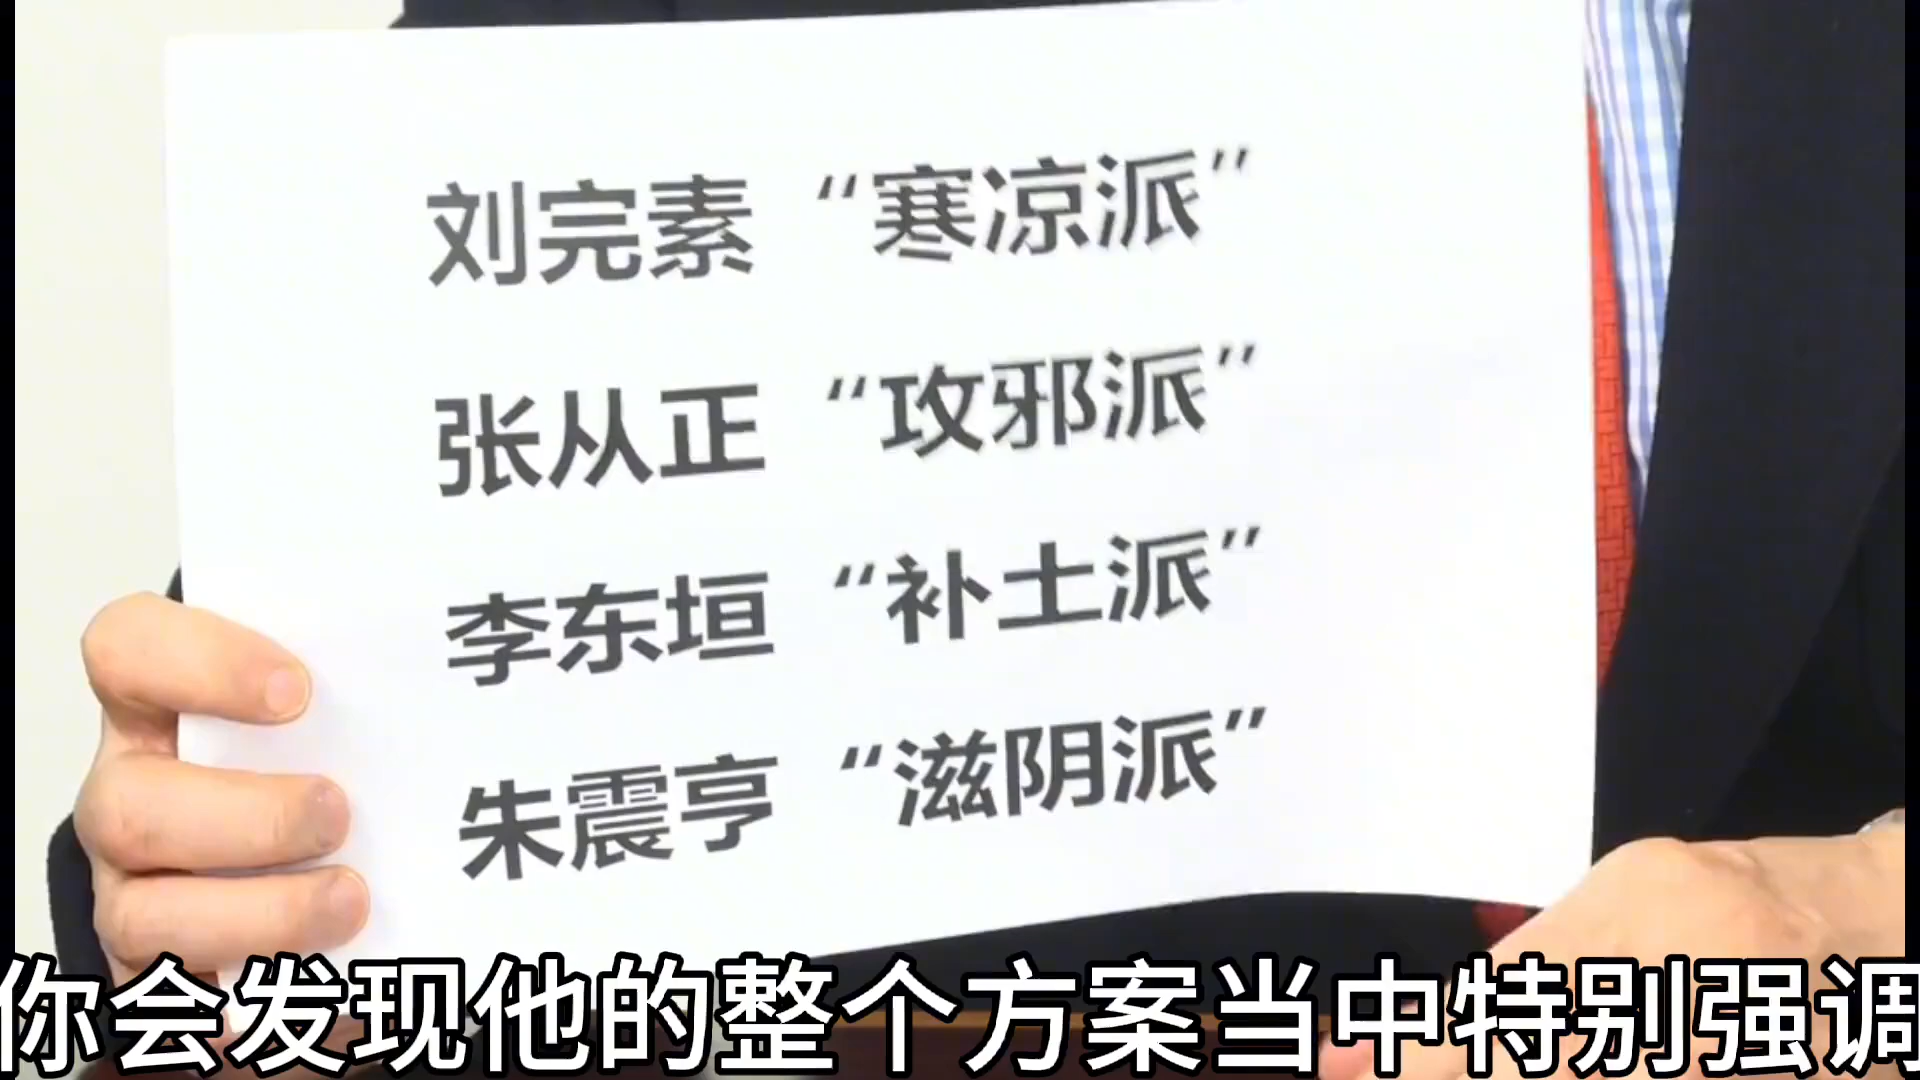 刘完素 “寒凉派”
张从正 “攻邪派”
李东垣 “补土派”
朱震亨 “滋阴派”
你会发现他的整个方案当中特别强调